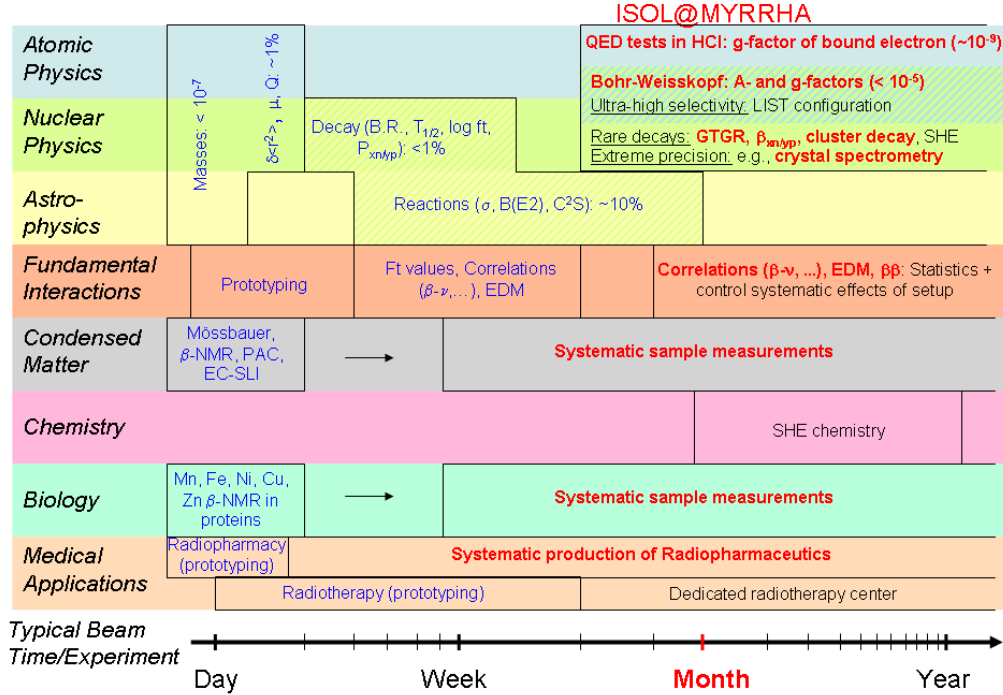 ISOL@MYRRHA
Atomic
Physics
QED tests in HCI: g-factor of bound electron (~10-9)
Bohr-Weisskopf: A- and g-factors (< 10-5)
Ultra-high selectivity: LIST configuration
Masses: < 10-7
δ<r2>, μ, Q: ~1%
Nuclear
Physics
Decay (B.R., T1/2, log ft,
Pxn/yp): <1%
Rare decays: GTGR, βxn/yp, cluster decay, SHE
Extreme precision: e.g., crystal spectrometry
Astro-
physics
Reactions (σ, B(E2), C2S): ~10%
Fundamental
Interactions
Prototyping
Ft values, Correlations
(β-ν,...), EDM
Correlations (β-ν, ...), EDM, ββ: Statistics +
control systematic effects of setup
Condensed
Matter
Mössbauer,
β-NMR, PAC,
EC-SLI
Systematic sample measurements
Chemistry
SHE chemistry
Biology
Mn, Fe, Ni, Cu,
Zn β-NMR in
proteins
Systematic sample measurements
Medical
Applications
Radiopharmacy
(prototyping)
Systematic production of Radiopharmaceutics
Radiotherapy (prototyping)
Dedicated radiotherapy center
Typical Beam
Time/Experiment
Day
Week
Month
Year